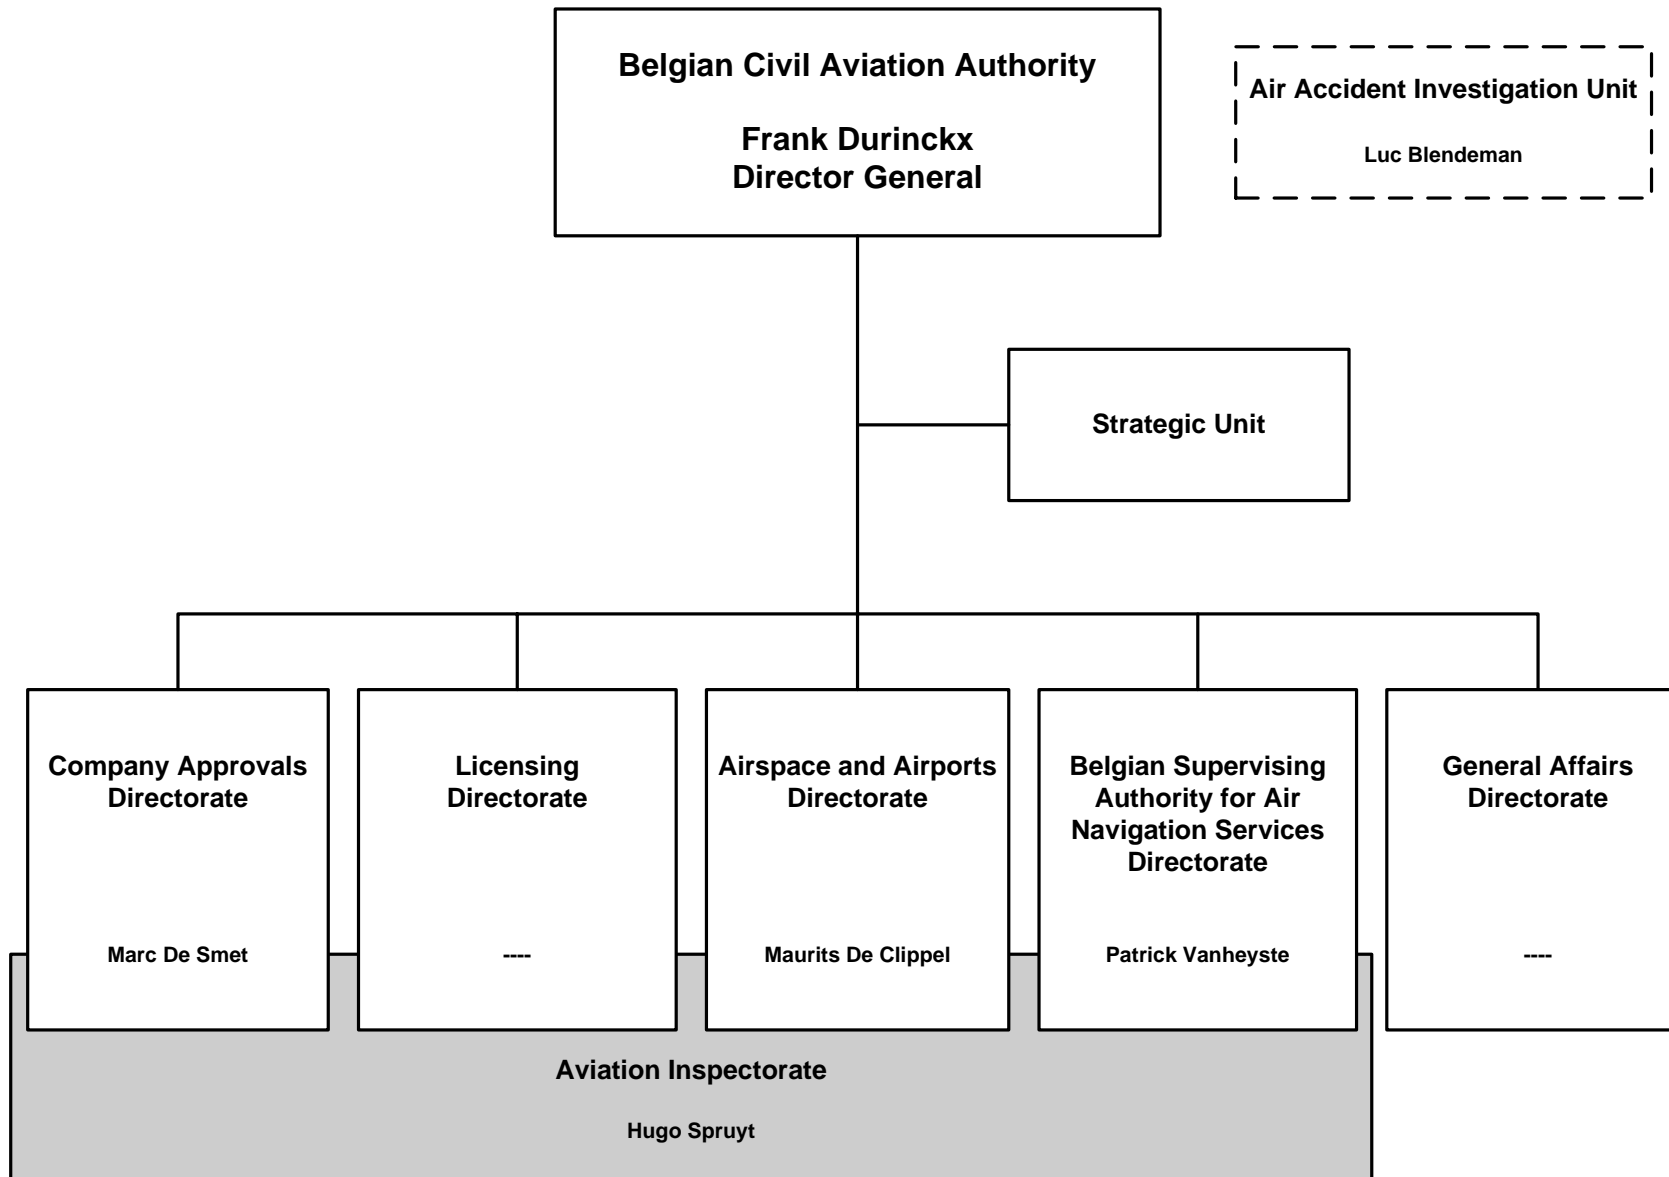 Belgian Civil Aviation Authority
Frank Durinckx
Director General
Air Accident Investigation Unit
Luc Blendeman
Strategic Unit
Company Approvals
Directorate
Marc De Smet
Licensing
Directorate
----
Airspace and Airports
Directorate
Maurits De Clippel
Belgian Supervising
Authority for Air
Navigation Services
Directorate
Patrick Vanheyste
General Affairs
Directorate
----
Aviation Inspectorate
Hugo Spruyt